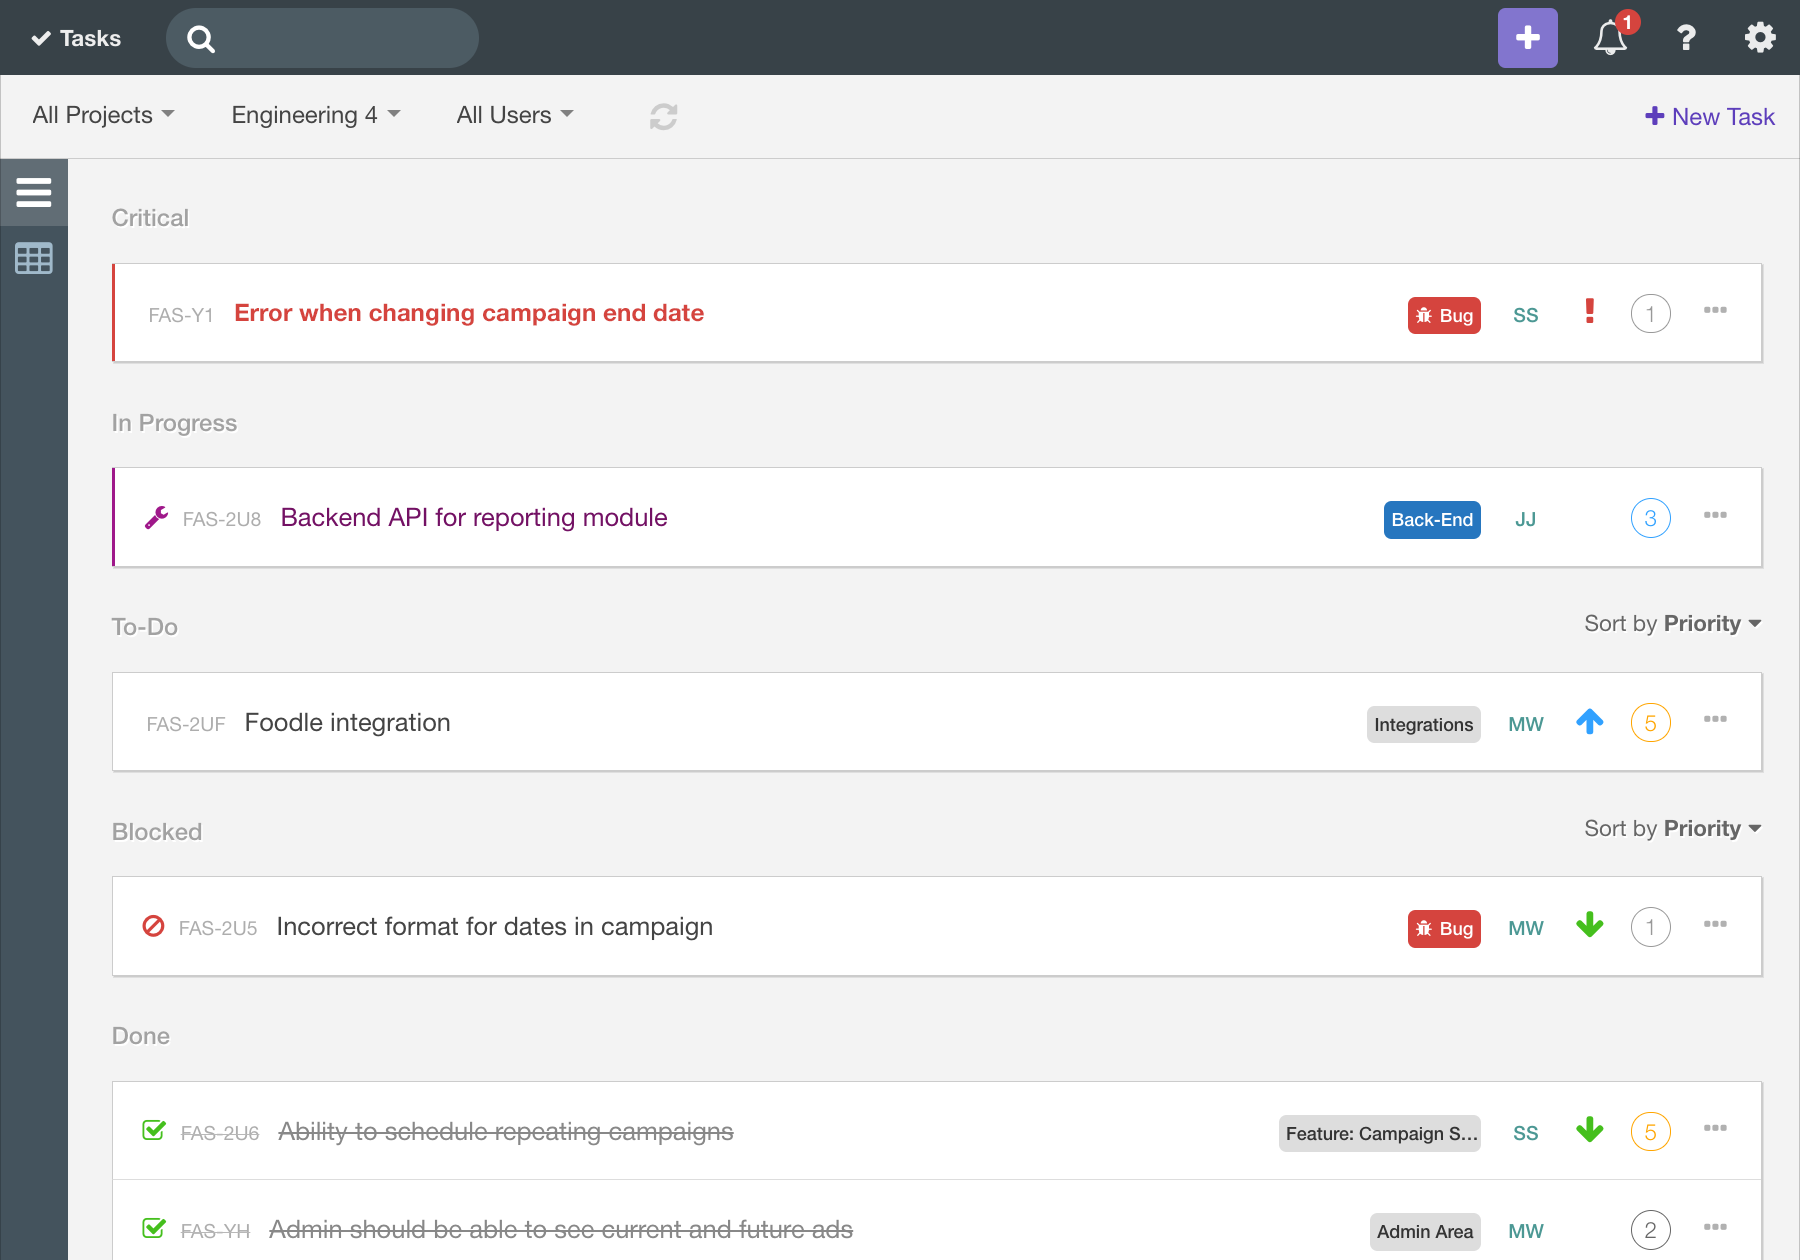 Tasks
1
?
All Projects
Engineering 4
All Users
New Task
Critical
FAS-Y1 Error when changing campaign end date Bug SS ! 1
In Progress
FAS-2U8 Backend API for reporting module Back-End JJ 3
To-Do Sort by Priority
FAS-2UF Foodle integration Integrations MW 5
Blocked Sort by Priority
FAS-2U5 Incorrect format for dates in campaign Bug MW 1
Done
FAS-2U6 Ability to schedule repeating campaigns Feature: Campaign S... SS 5
FAS-YH Admin should be able to see current and future ads Admin Area MW 2